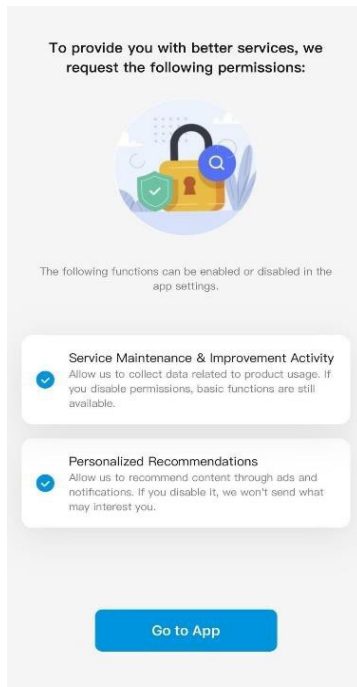 To provide you with better services, we
request the following permissions:
The following functions can be enabled or disabled in the
app settings.
Service Maintenance & Improvement Activity
Allow us to collect data related to product usage. If
you disable permissions, basic functions are still
available.
Personalized Recommendations
Allow us to recommend content through ads and
notifications. If you disable it, we won't send what
may interest you.
Go to App